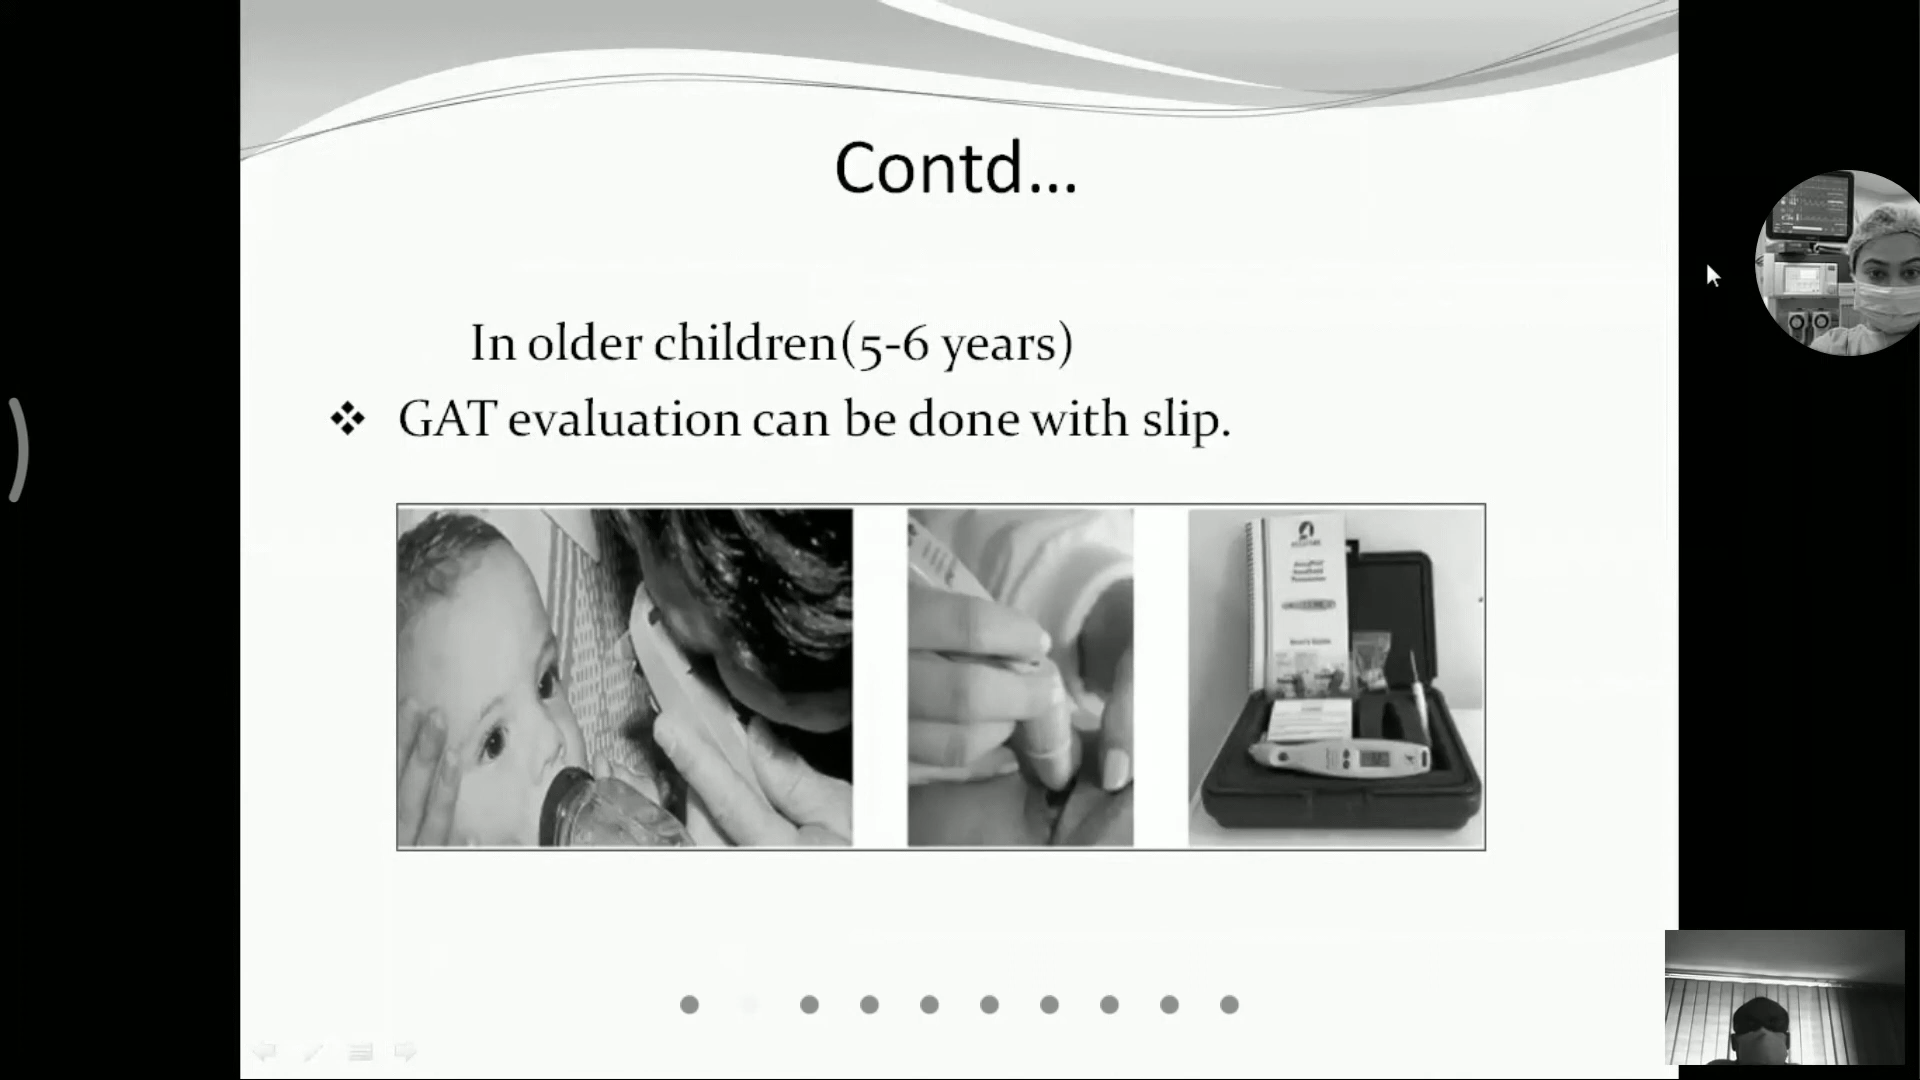 Contd...
In older children(5-6 years)
❖ GAT evaluation can be done with slip.